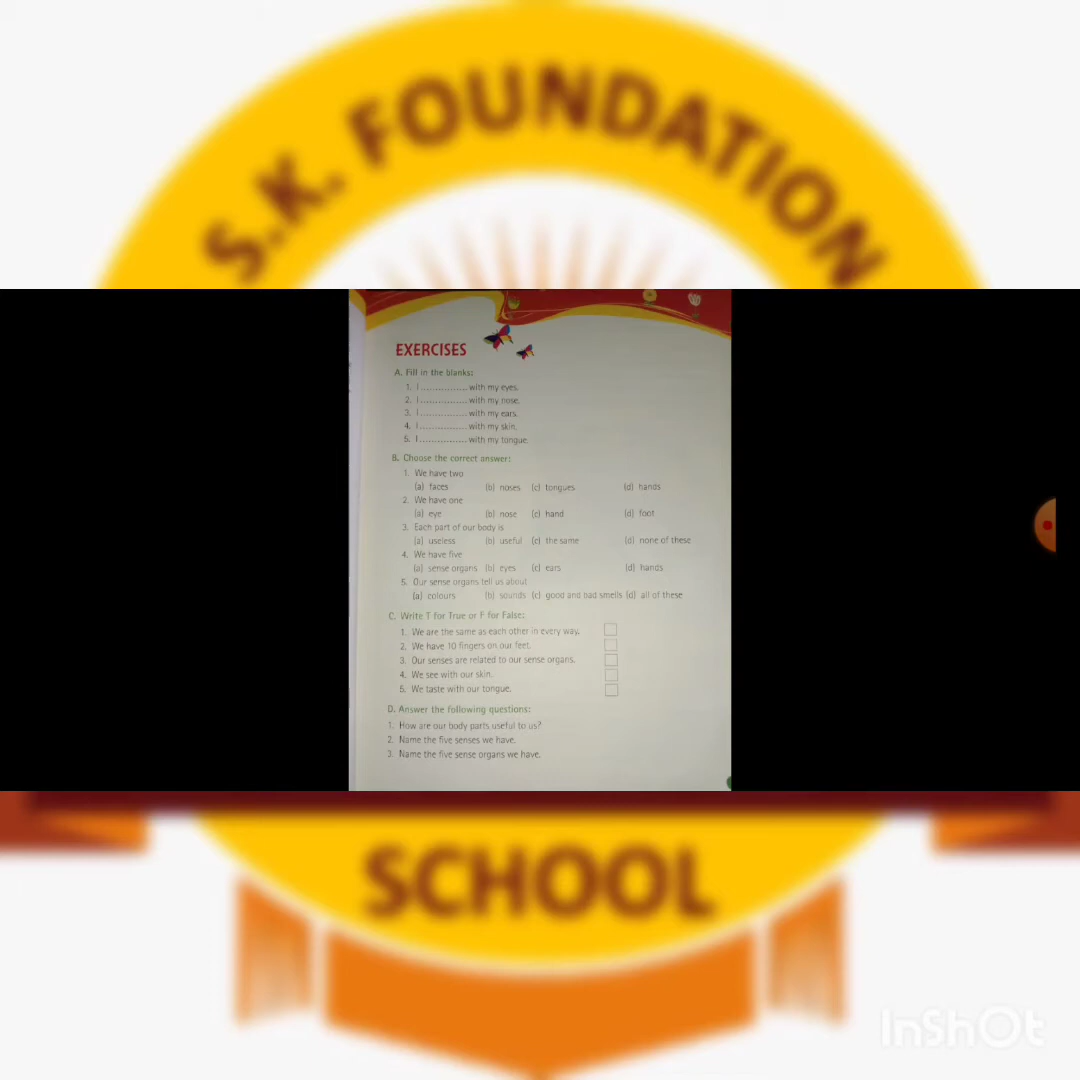 S.K. FOUNDATION
EXERCISES
A. Fill in the blanks:
1. I ................ with my eyes.
2. I ................ with my nose.
3. I ................ with my ears.
4. I ................ with my skin.
5. I ................ with my tongue.
B. Choose the correct answer:
1. We have two
(a) faces (b) noses (c) tongues (d) hands
2. We have one
(a) eye (b) nose (c) hand (d) foot
3. Each part of our body is
(a) useless (b) useful (c) the same (d) none of these
4. We have five
(a) sense organs (b) eyes (c) ears (d) hands
5. Our sense organs tell us about
(a) colours (b) sounds (c) good and bad smells (d) all of these
C. Write T for True or F for False:
1. We are the same as each other in every way.
2. We have 10 fingers on our feet.
3. Our senses are related to our sense organs.
4. We see with our skin.
5. We taste with our tongue.
D. Answer the following questions:
1. How are our body parts useful to us?
2. Name the five senses we have.
3. Name the five sense organs we have.
SCHOOL
InShOt